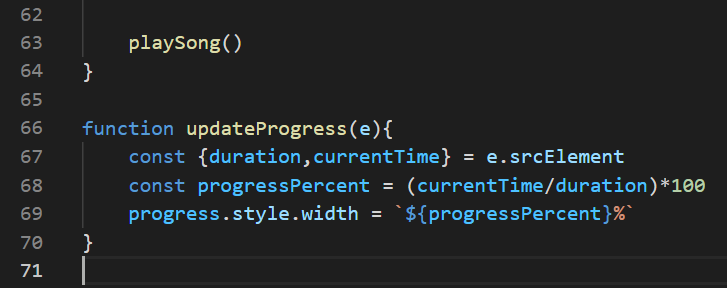 62
63 playSong()
64 }
65
66 function updateProgress(e){
67 const {duration,currentTime} = e.srcElement
68 const progressPercent = (currentTime/duration)*100
69 progress.style.width = `${progressPercent}%`
70 }
71